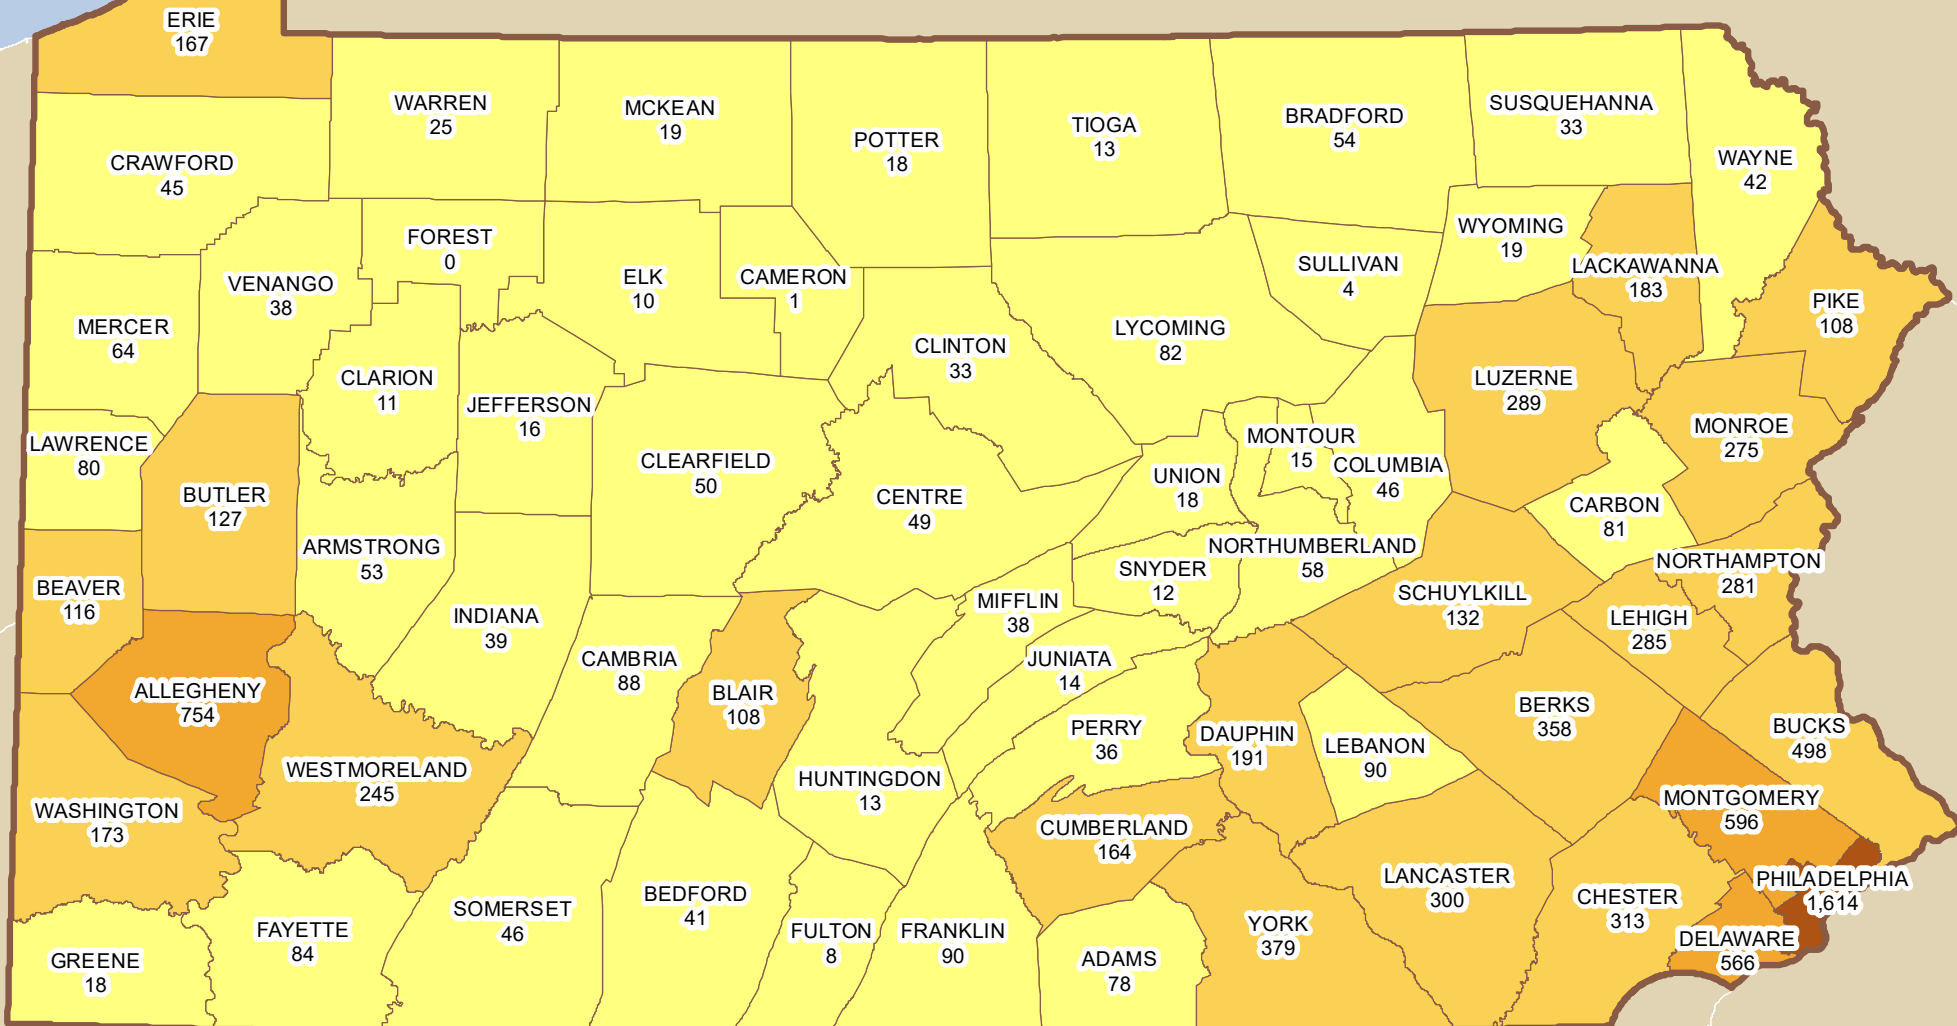 ERIE
167
WARREN
25
MCKEAN
19
POTTER
18
TIOGA
13
BRADFORD
54
SUSQUEHANNA
33
WAYNE
42
CRAWFORD
45
FOREST
0
VENANGO
38
ELK
10
CAMERON
1
SULLIVAN
4
WYOMING
19
LACKAWANNA
183
PIKE
108
MERCER
64
CLARION
11
JEFFERSON
16
CLINTON
33
LYCOMING
82
LUZERNE
289
MONROE
275
LAWRENCE
80
BUTLER
127
CLEARFIELD
50
CENTRE
49
UNION
18
MONTOUR
15
COLUMBIA
46
CARBON
81
ARMSTRONG
53
BEAVER
116
INDIANA
39
SNYDER
12
NORTHUMBERLAND
58
SCHUYLKILL
132
NORTHAMPTON
281
LEHIGH
285
MIFFLIN
38
JUNIATA
14
CAMBRIA
88
BLAIR
108
ALLEGHENY
754
PERRY
36
DAUPHIN
191
LEBANON
90
BERKS
358
BUCKS
498
WESTMORELAND
245
HUNTINGDON
13
WASHINGTON
173
CUMBERLAND
164
MONTGOMERY
596
LANCASTER
300
CHESTER
313
PHILADELPHIA
1,614
DELAWARE
566
GREENE
18
FAYETTE
84
SOMERSET
46
BEDFORD
41
FULTON
8
FRANKLIN
90
ADAMS
78
YORK
379